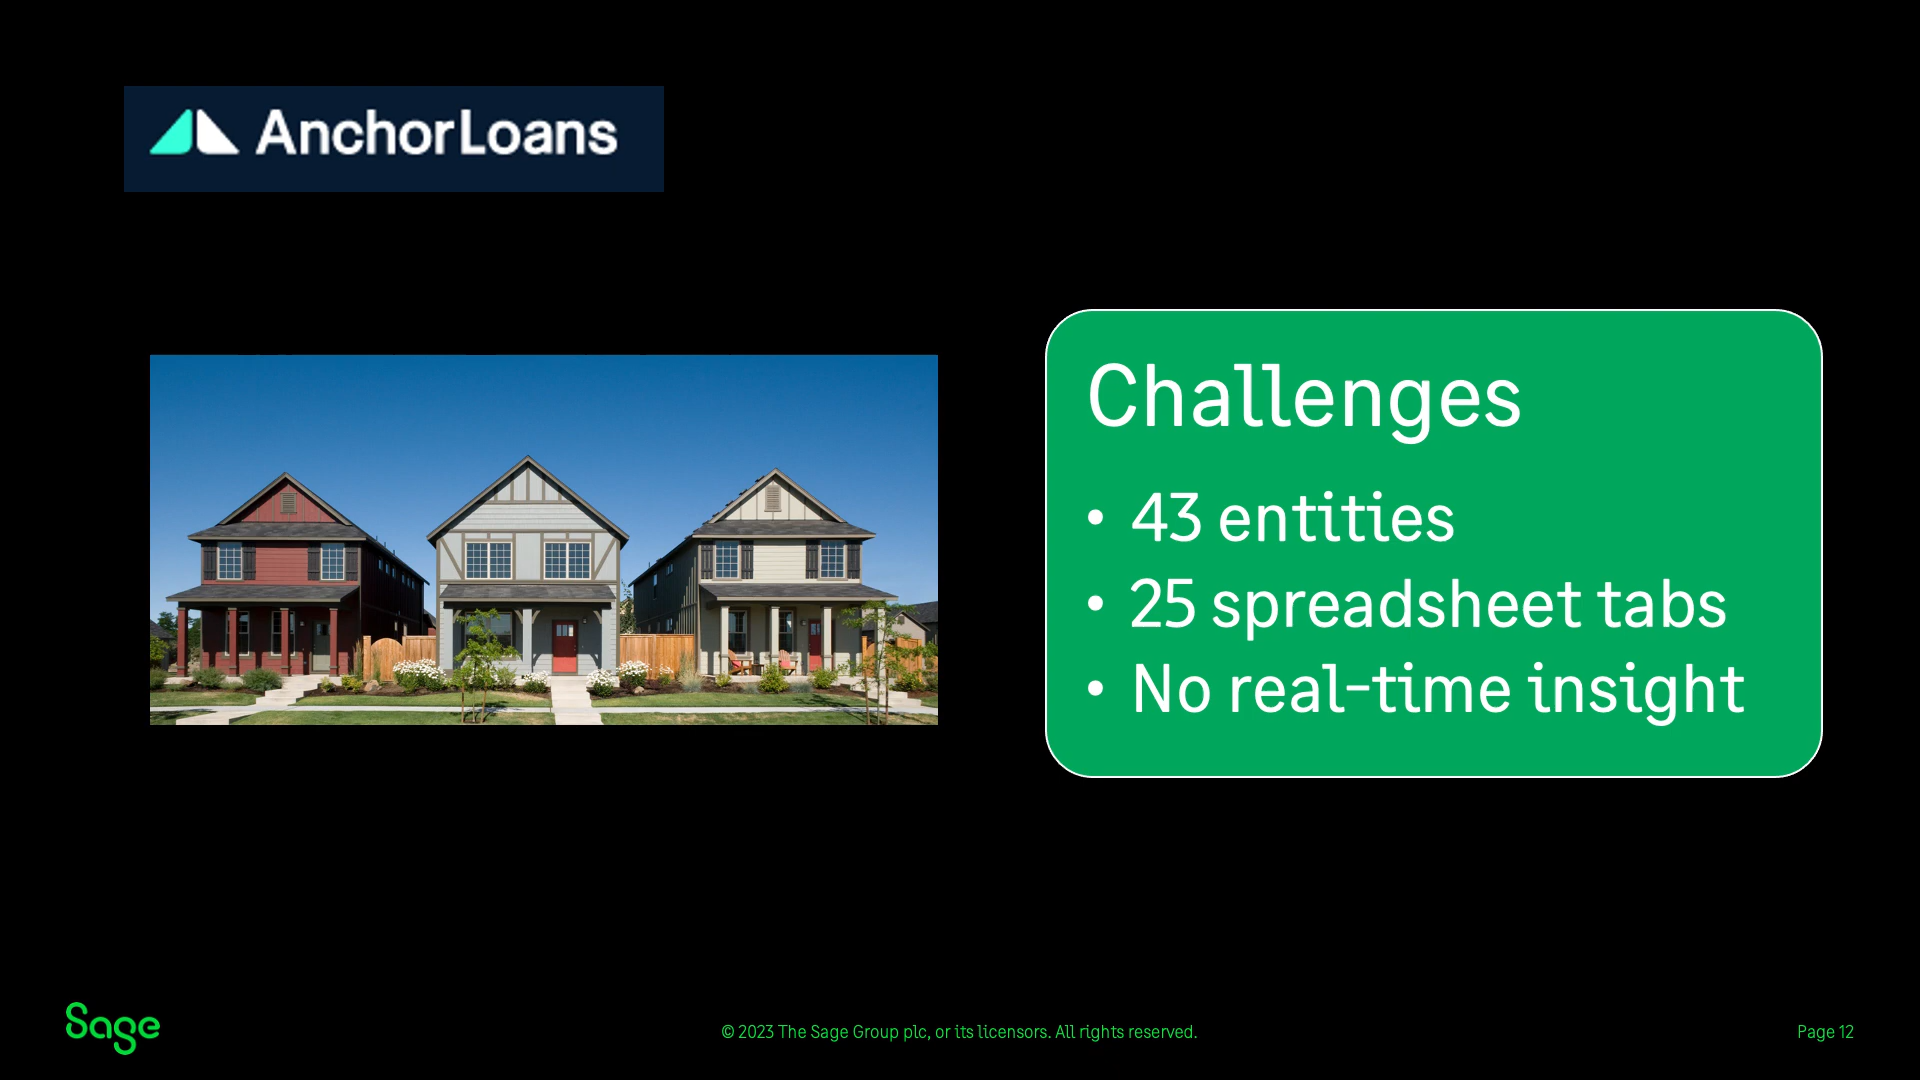 AnchorLoans
Challenges
• 43 entities
• 25 spreadsheet tabs
• No real-time insight
Sage
© 2023 The Sage Group plc, or its licensors. All rights reserved.
Page 12